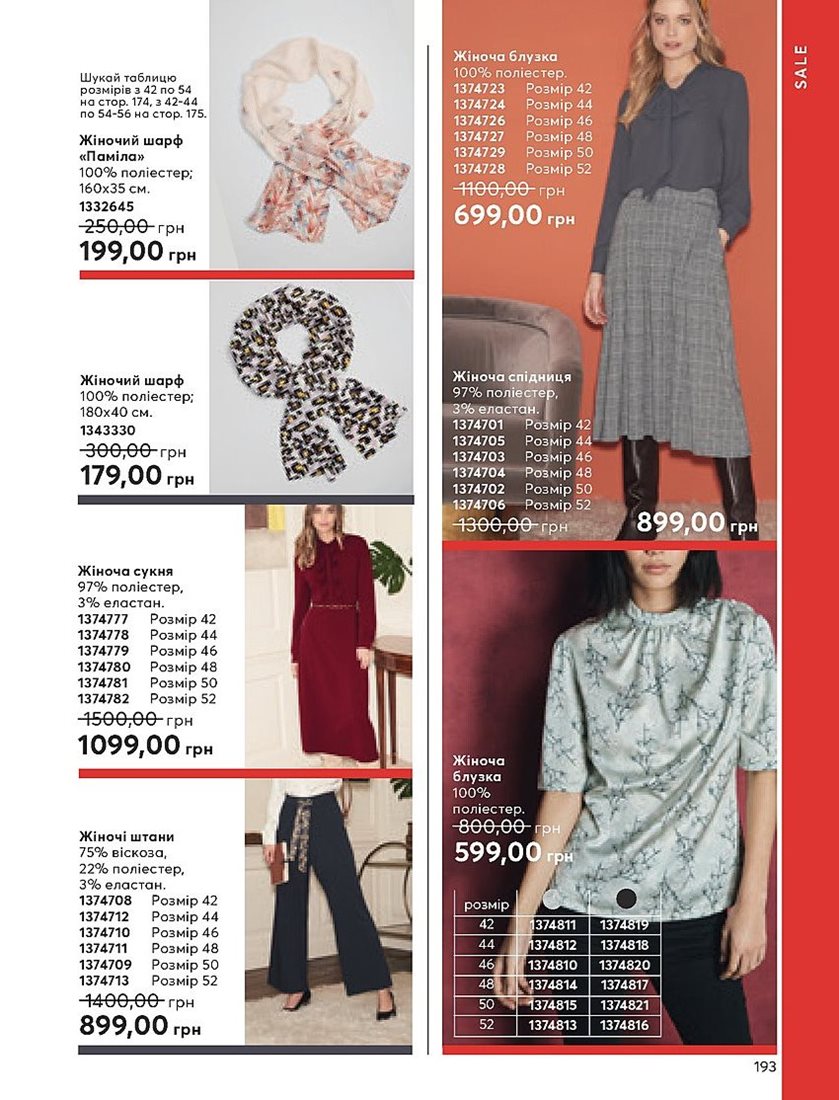 Шукай таблицю
розмірів з 42 по 54
на стор. 174, з 42-44
по 54-56 на стор. 175.
Жіночий шарф
«Паміла»
100% поліестер;
160х35 см.
1332645
250,00 грн
199,00 грн
Жіночий шарф
100% поліестер;
180х40 см.
1343330
300,00 грн
179,00 грн
Жіноча сукня
97% поліестер,
3% еластан.
1374777 Розмір 42
1374778 Розмір 44
1374779 Розмір 46
1374780 Розмір 48
1374781 Розмір 50
1374782 Розмір 52
1500,00 грн
1099,00 грн
Жіночі штани
75% віскоза,
22% поліестер,
3% еластан.
1374708 Розмір 42
1374712 Розмір 44
1374710 Розмір 46
1374711 Розмір 48
1374709 Розмір 50
1374713 Розмір 52
1400,00 грн
899,00 грн
Жіноча блузка
100% поліестер.
1374723 Розмір 42
1374724 Розмір 44
1374726 Розмір 46
1374727 Розмір 48
1374729 Розмір 50
1374728 Розмір 52
1100,00 грн
699,00 грн
Жіноча спідниця
97% поліестер,
3% еластан.
1374701 Розмір 42
1374705 Розмір 44
1374703 Розмір 46
1374704 Розмір 48
1374702 Розмір 50
1374706 Розмір 52
1300,00 грн
899,00 грн
Жіноча
блузка
100%
поліестер.
800,00 грн
599,00 грн
розмір
42 1374811 1374819
44 1374812 1374818
46 1374810 1374820
48 1374814 1374817
50 1374815 1374821
52 1374813 1374816
SALE
193